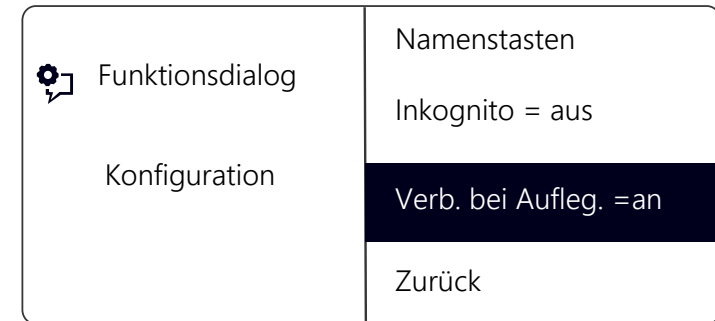 Funktionsdialog
Konfiguration
Namenstasten
Inkognito = aus
Verb. bei Aufleg. =an
Zurück